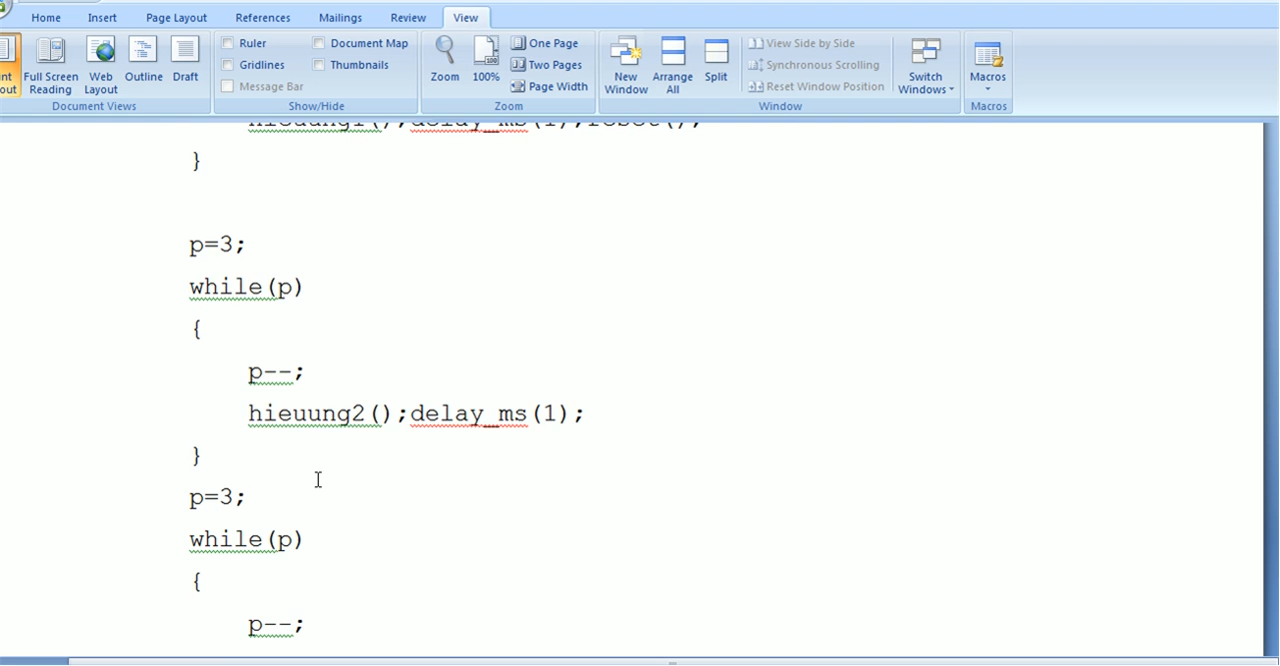 Home Insert Page Layout References Mailings Review View
Ruler Document Map One Page View Side by Side
Gridlines Thumbnails Two Pages Synchronous Scrolling
Full Screen Reading Web Layout Outline Draft Message Bar Zoom 100% Page Width New Window Arrange All Split Reset Window Position Switch Windows Macros
Document Views Show/Hide Zoom Window Macros
}
p=3;
while(p)
{
p--;
hieuung2();delay_ms(1);
}
p=3;
while(p)
{
p--;